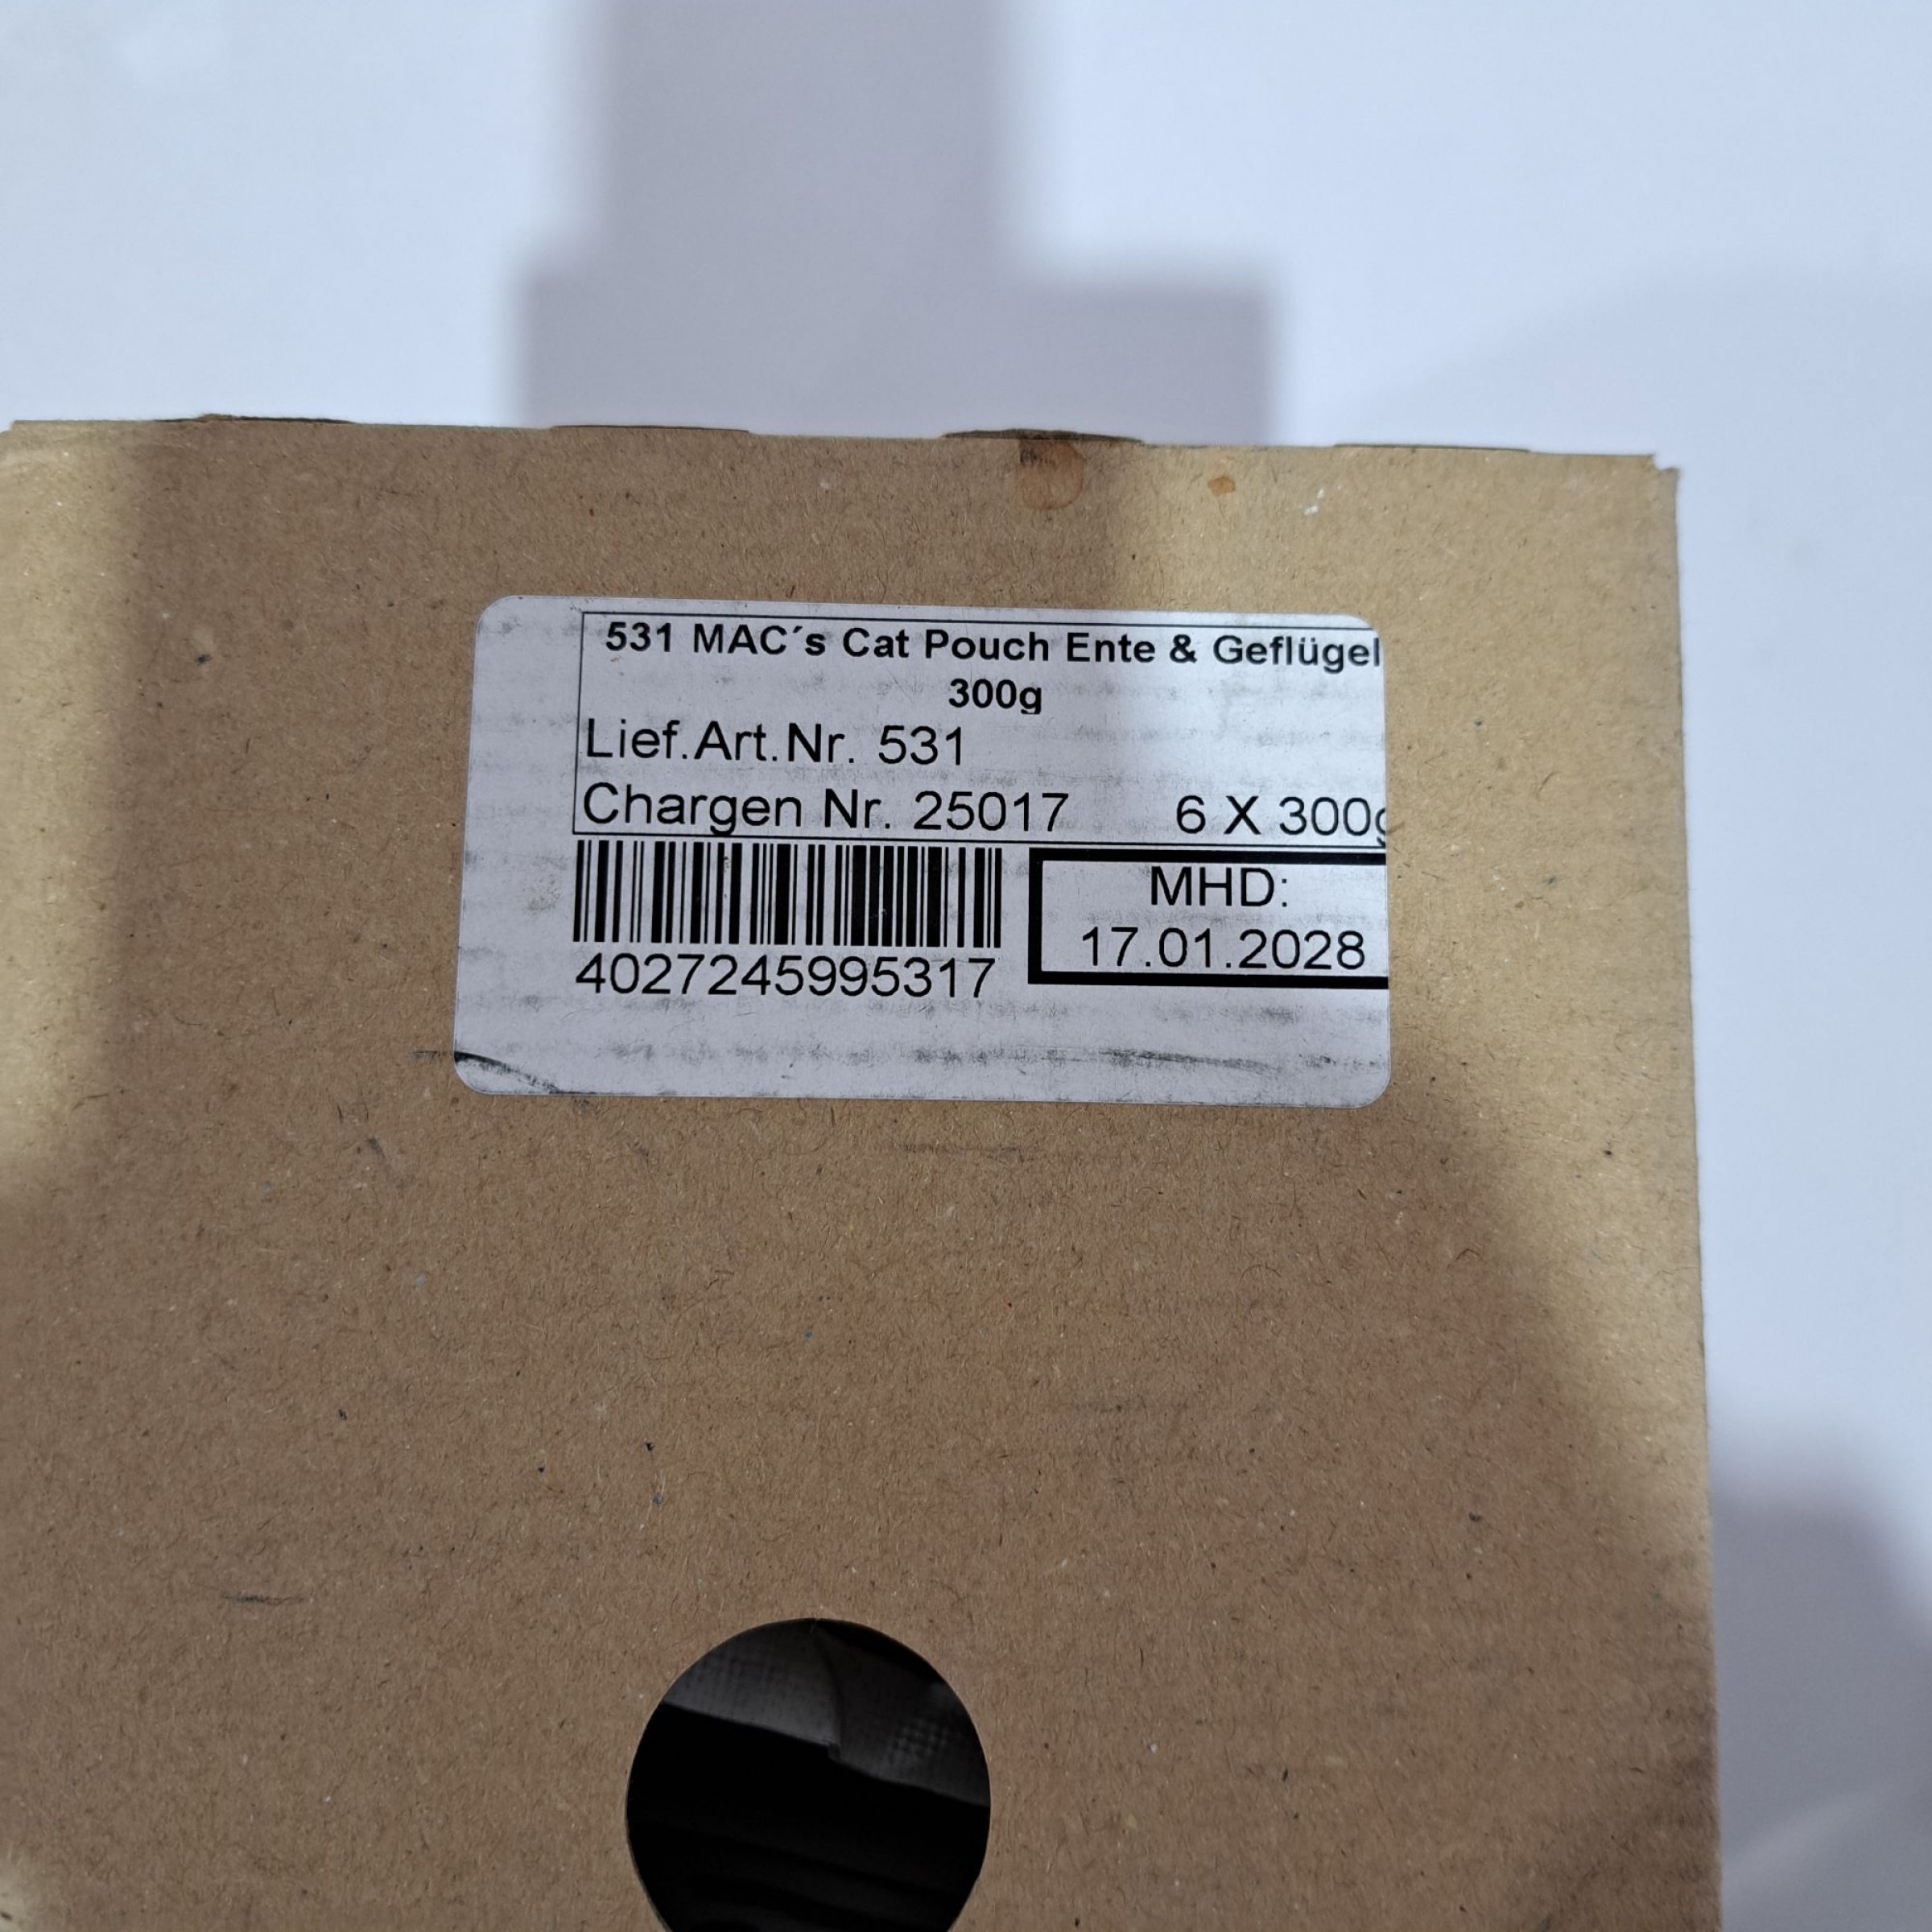 531 MAC´s Cat Pouch Ente & Geflügel
300g
Lief.Art.Nr. 531
Chargen Nr. 25017 6 X 300g
MHD:
17.01.2028
4027245995317